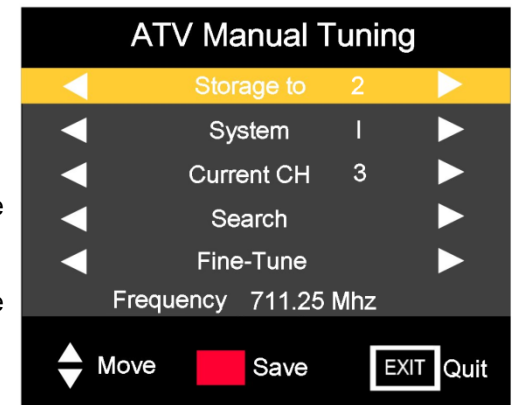 ATV Manual Tuning
Storage to 2
System I
Current CH 3
Search
Fine-Tune
Frequency 711.25 Mhz
Move Save EXIT Quit
e
e